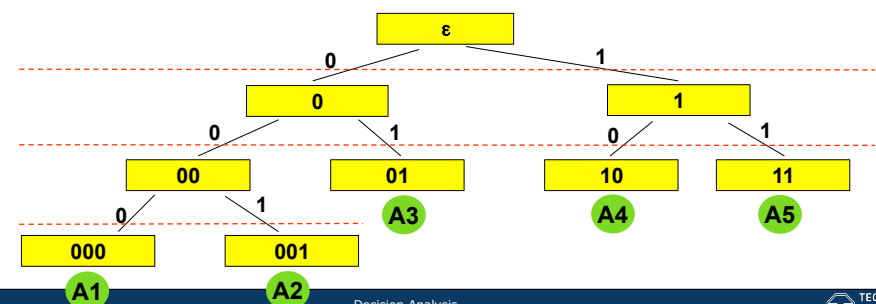 ε
0 1
0 1
0 1 0 1
00 01 10 11
0 1 A3 A4 A5
000 001
A1 A2
Decision Analysis